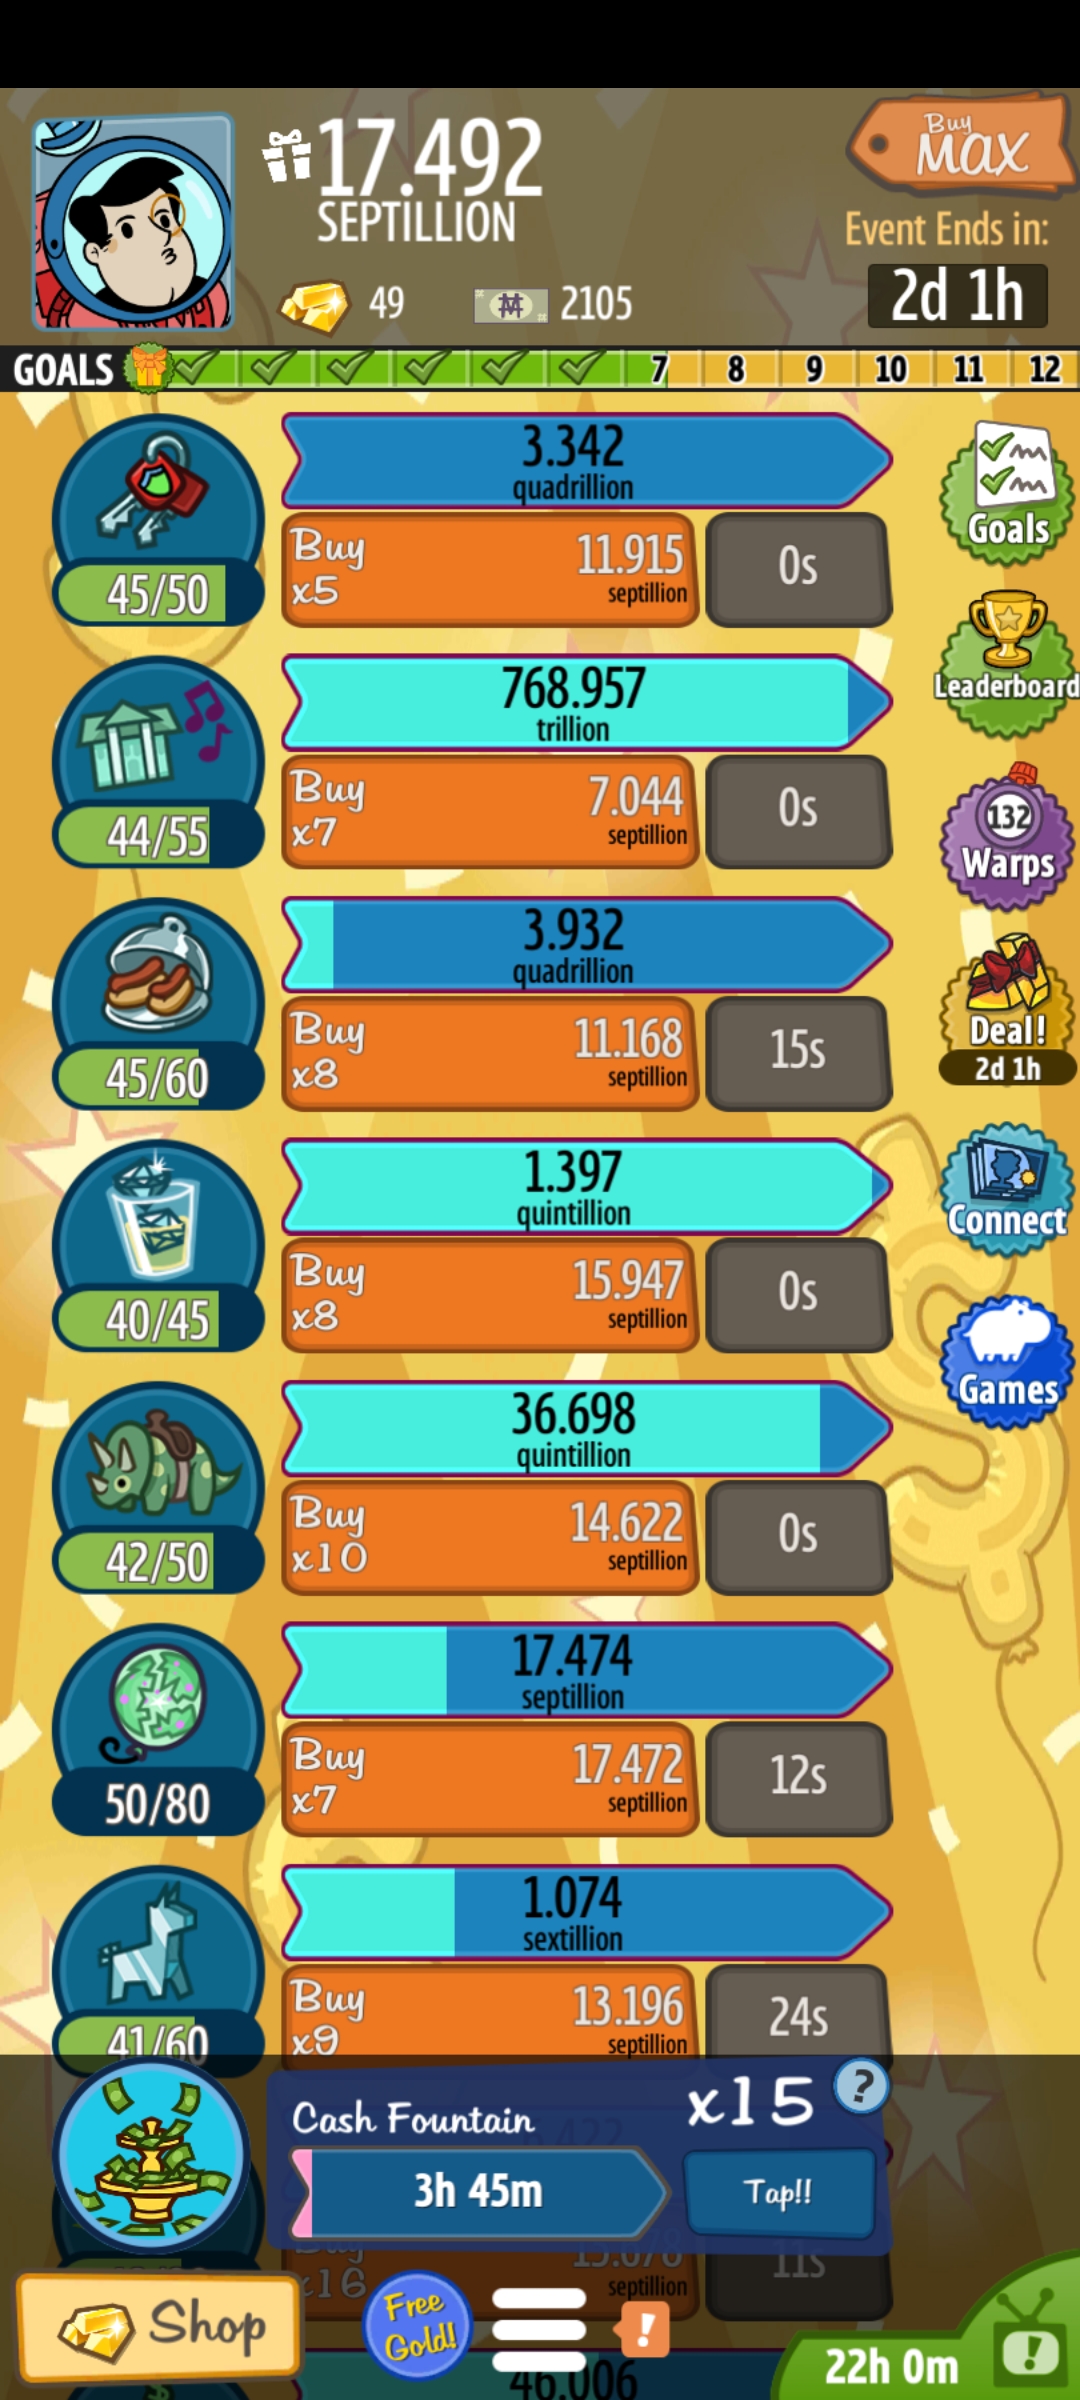 17.492
SEPTILLION
Buy
MAX
Event Ends in:
2d 1h
49
2105
GOALS
7
8
9
10
11
12
3.342
quadrillion
Buy
x5
11.915
septillion
0s
45/50
Goals
768.957
trillion
Buy
x7
7.044
septillion
0s
44/55
Leaderboard
132
Warps
3.932
quadrillion
Buy
x8
11.168
septillion
15s
45/60
Deal!
2d 1h
1.397
quintillion
Buy
x8
15.947
septillion
0s
40/45
Connect
36.698
quintillion
Buy
x10
14.622
septillion
0s
42/50
Games
17.474
septillion
Buy
x7
17.472
septillion
12s
50/80
1.074
sextillion
Buy
x9
13.196
septillion
24s
41/60
Cash Fountain
x15
?
3h 45m
Tap!!
x16
septillion
11s
Shop
Free
Gold!
!
46.006
22h 0m
!